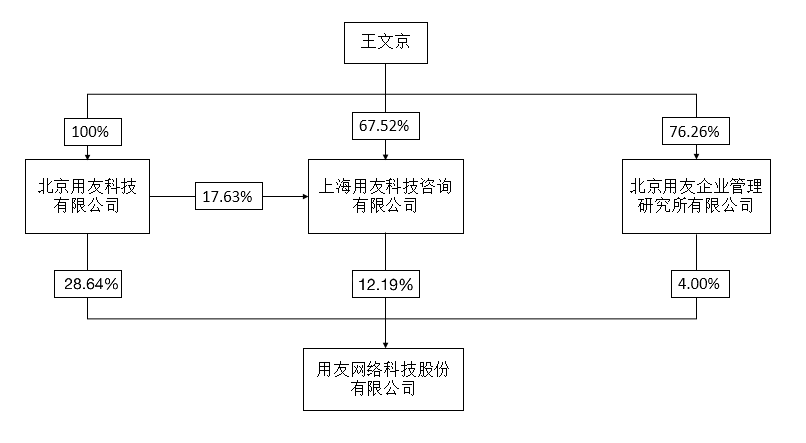 王文京
100%
67.52%
76.26%
北京用友科技
有限公司
17.63%
上海用友科技咨询
有限公司
北京用友企业管理
研究所有限公司
28.64%
12.19%
4.00%
用友网络科技股份
有限公司